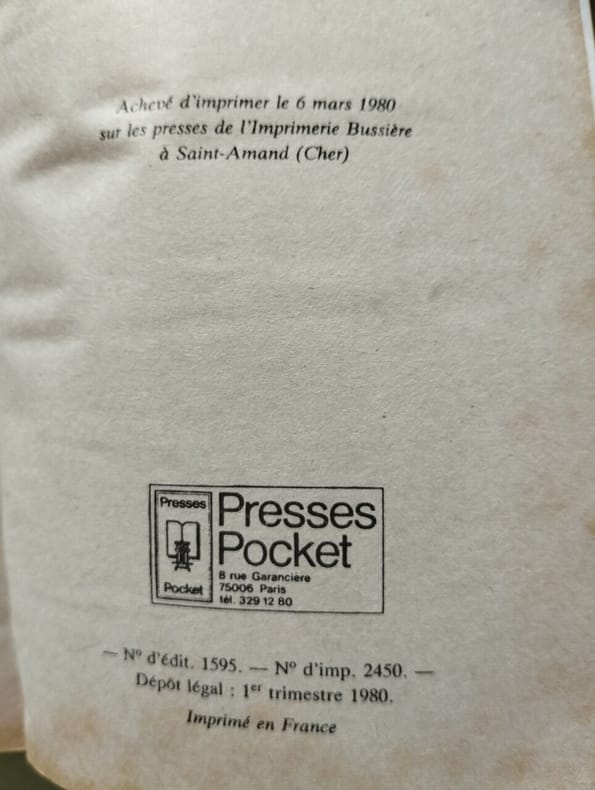 Achevé d'imprimer le 6 mars 1980
sur les presses de l'Imprimerie Bussière
à Saint-Amand (Cher)
Presses
Pocket
Presses
Pocket
8 rue Garancière
75006 Paris
tél. 329 12 80
— Nº d'édit. 1595. — Nº d'imp. 2450. —
Dépôt légal : 1er trimestre 1980.
Imprimé en France